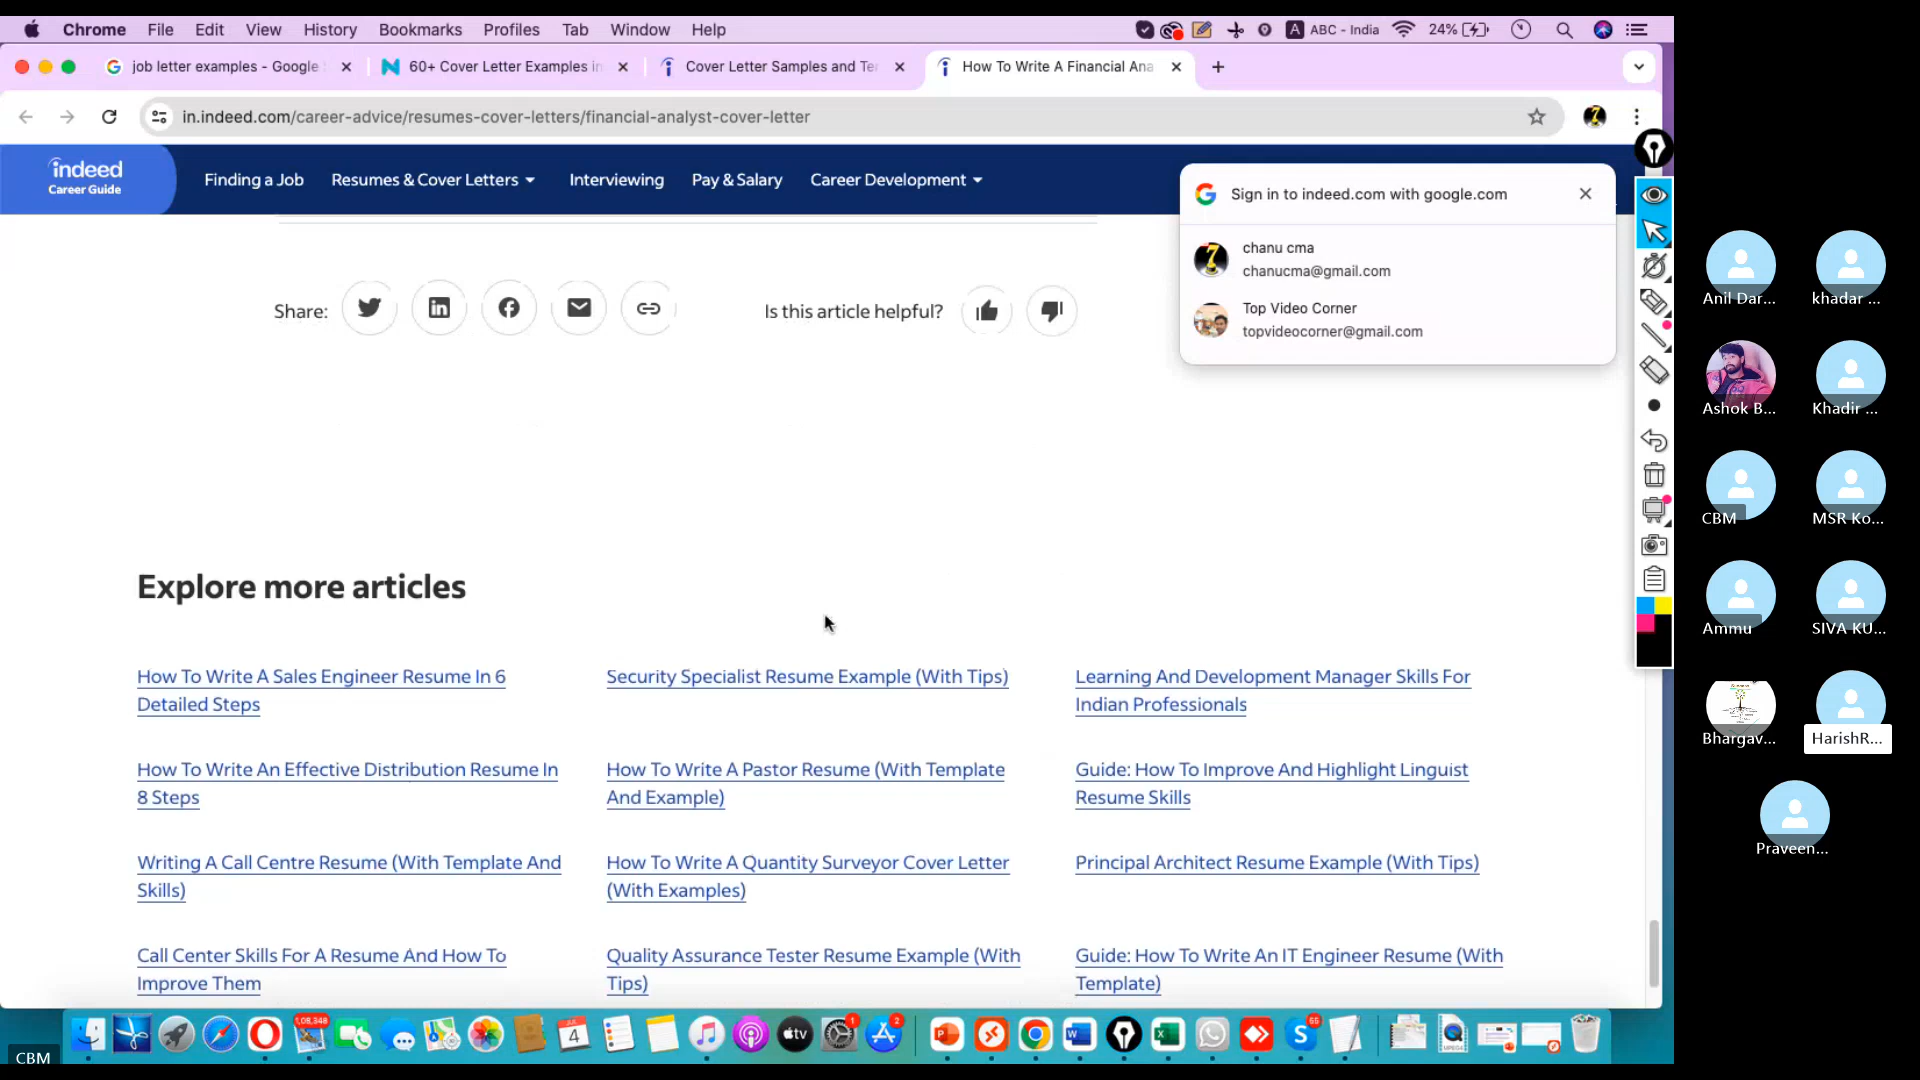 Chrome File Edit View History Bookmarks Profiles Tab Window Help A ABC - India 24%
job letter examples - Google 60+ Cover Letter Examples in Cover Letter Samples and Te How To Write A Financial Ana
in.indeed.com/career-advice/resumes-cover-letters/financial-analyst-cover-letter
indeed
Career Guide
Finding a Job Resumes & Cover Letters Interviewing Pay & Salary Career Development
Sign in to indeed.com with google.com
chanu cma
chanucma@gmail.com
Top Video Corner
topvideocorner@gmail.com
Share: Is this article helpful?
Explore more articles
How To Write A Sales Engineer Resume In 6
Detailed Steps
Security Specialist Resume Example (With Tips)
Learning And Development Manager Skills For
Indian Professionals
How To Write An Effective Distribution Resume In
8 Steps
How To Write A Pastor Resume (With Template
And Example)
Guide: How To Improve And Highlight Linguist
Resume Skills
Writing A Call Centre Resume (With Template And
Skills)
How To Write A Quantity Surveyor Cover Letter
(With Examples)
Principal Architect Resume Example (With Tips)
Call Center Skills For A Resume And How To
Improve Them
Quality Assurance Tester Resume Example (With
Tips)
Guide: How To Write An IT Engineer Resume (With
Template)
Anil Dar... khadar ...
Ashok B... Khadir ...
CBM MSR Ko...
Ammu SIVA KU...
Bhargav... HarishR...
Praveen...
1,09,348 4 tv 1 2 65
CBM